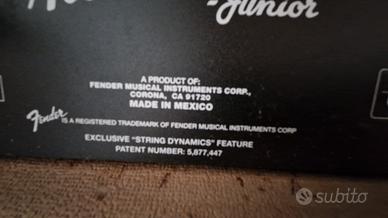 -Junior
A PRODUCT OF:
FENDER MUSICAL INSTRUMENTS CORP.,
CORONA, CA 91720
MADE IN MEXICO
Fender IS A REGISTERED TRADEMARK OF FENDER MUSICAL INSTRUMENTS CORP
EXCLUSIVE "STRING DYNAMICS" FEATURE
PATENT NUMBER: 5,877,447
subito